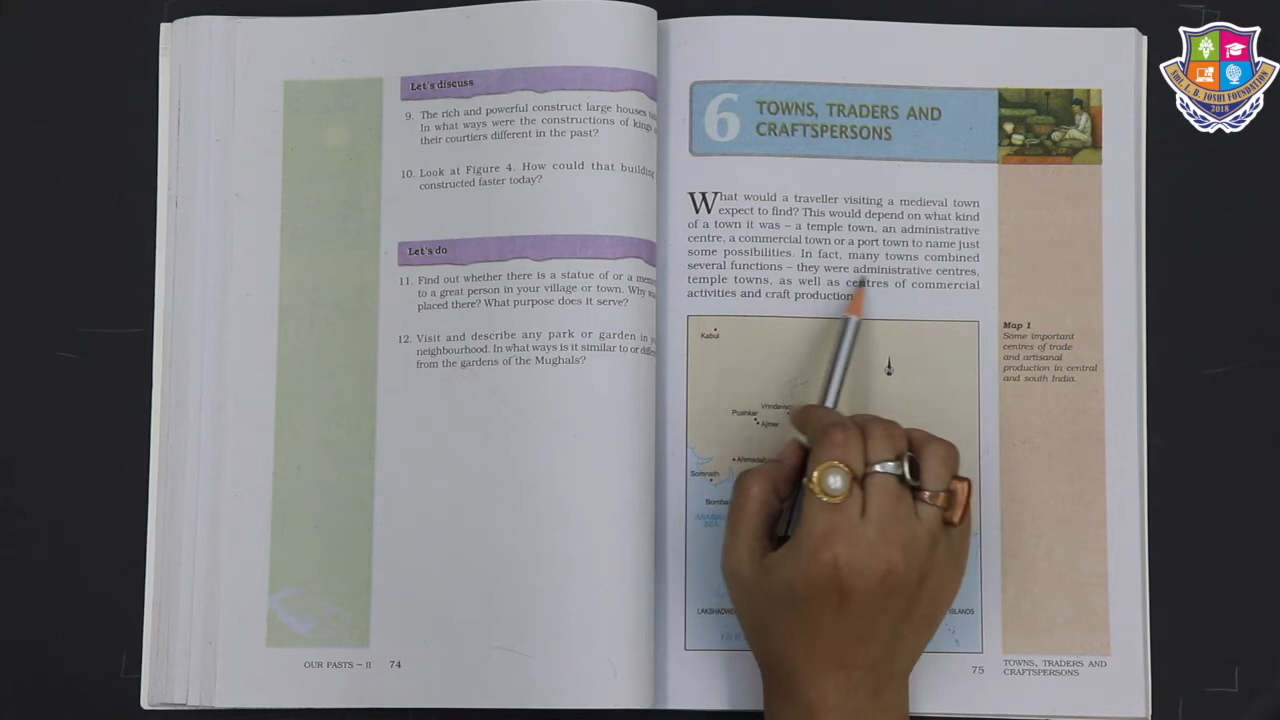 Let's discuss
9. The rich and powerful construct large houses
In what ways were the constructions of kings
their courtiers different in the past?
10. Look at Figure 4. How could that building
constructed faster today?
Let's do
11. Find out whether there is a statue of or a
to a great person in your village or town. Why
placed there? What purpose does it serve?
12. Visit and describe any park or garden in
neighbourhood. In what ways is it similar to or
from the gardens of the Mughals?
OUR PASTS – II 74
6 TOWNS, TRADERS AND
CRAFTSPERSONS
What would a traveller visiting a medieval town
expect to find? This would depend on what kind
of a town it was – a temple town, an administrative
centre, a commercial town or a port town to name just
some possibilities. In fact, many towns combined
several functions – they were administrative centres,
temple towns, as well as centres of commercial
activities and craft production
Kabul
Pushkar
Ajmer
Somnath
ARABIAN
SEA
ISLANDS
Map 1
Some important
centres of trade
and artisanal
production in central
and south India.
75 TOWNS, TRADERS AND
CRAFTSPERSONS
SHRI. L. B. JOSHI FOUNDATION
2018